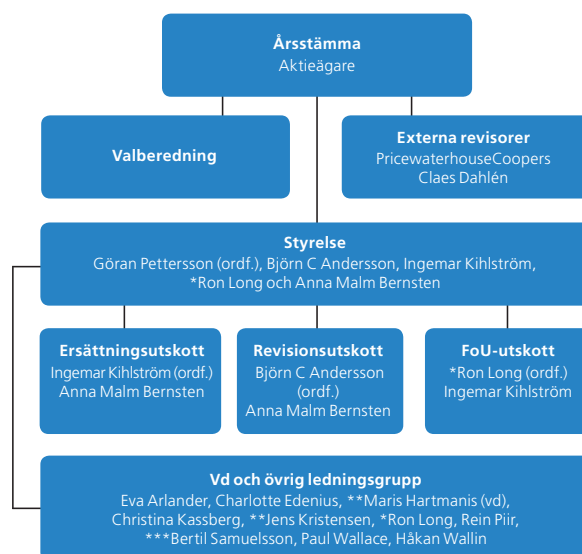 Årsstämma
Aktieägare
Valberedning
Externa revisorer
PricewaterhouseCoopers
Claes Dahlén
Styrelse
Göran Pettersson (ordf.), Björn C Andersson, Ingemar Kihlström,
*Ron Long och Anna Malm Bernsten
Ersättningsutskott
Ingemar Kihlström (ordf.)
Anna Malm Bernsten
Revisionsutskott
Björn C Andersson
(ordf.)
Anna Malm Bernsten
FoU-utskott
*Ron Long (ordf.)
Ingemar Kihlström
Vd och övrig ledningsgrupp
Eva Arlander, Charlotte Edenius, **Maris Hartmanis (vd),
Christina Kassberg, **Jens Kristensen, *Ron Long, Rein Piir,
***Bertil Samuelsson, Paul Wallace, Håkan Wallin